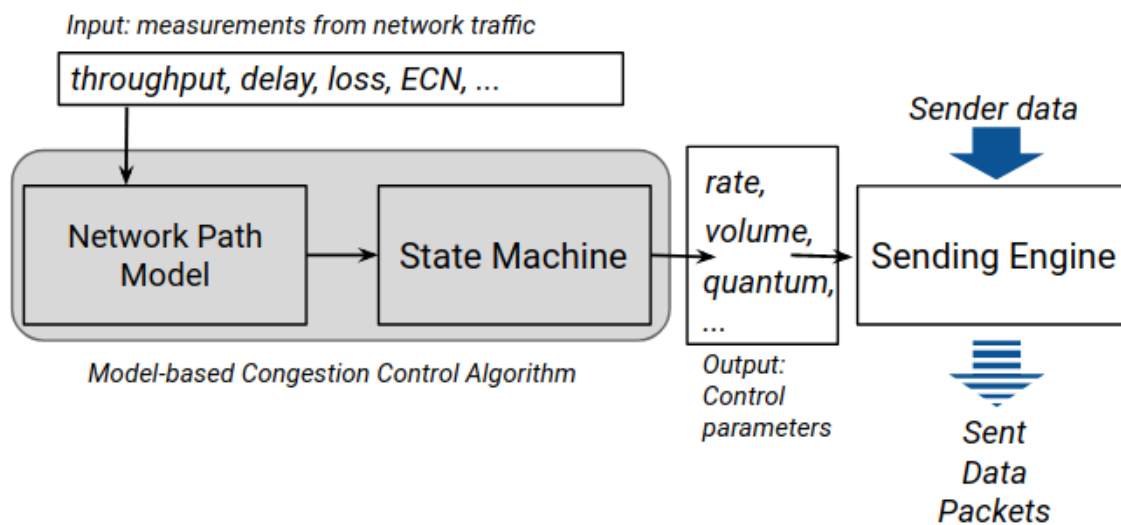 Input: measurements from network traffic
throughput, delay, loss, ECN, ...
Sender data
Network Path
Model
State Machine
rate,
volume,
quantum,
...
Sending Engine
Model-based Congestion Control Algorithm
Output:
Control
parameters
Sent
Data
Packets